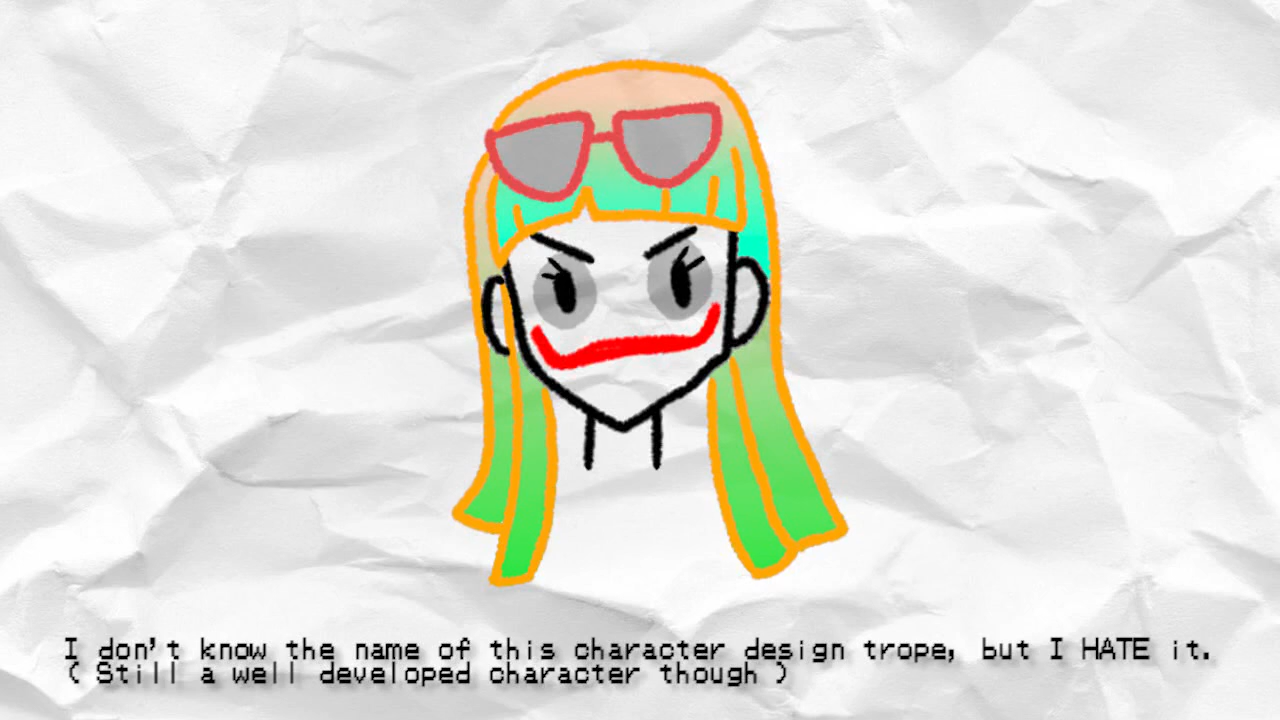 I don't know the name of this character design trope, but I HATE it.
( Still a well developed character though )